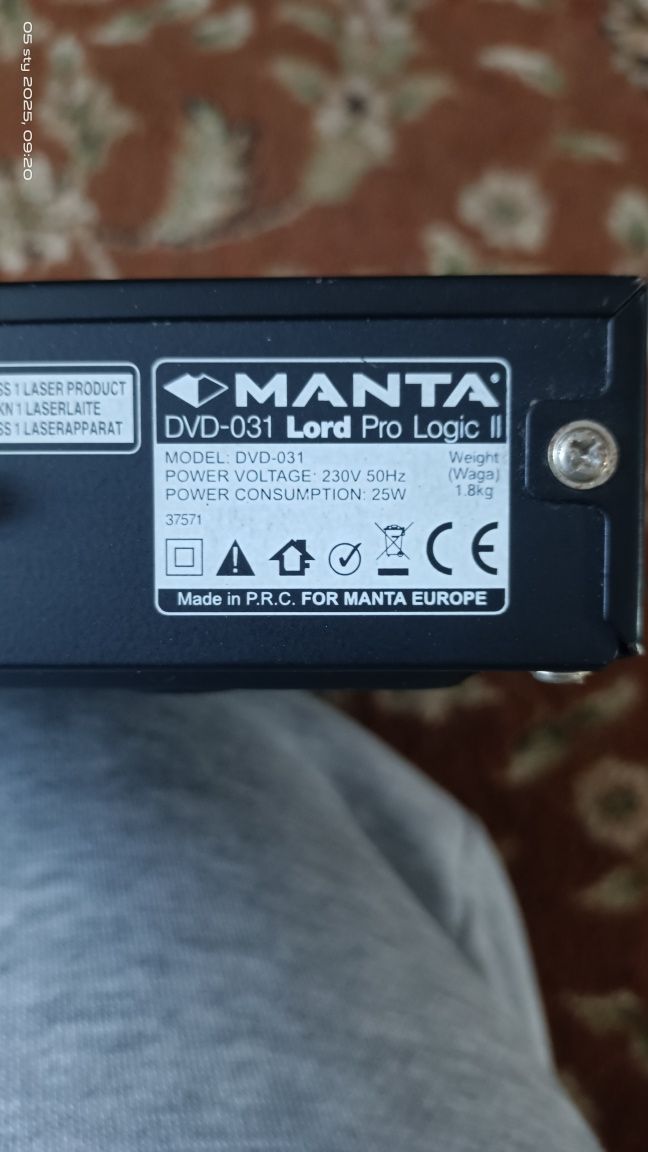 05 sty 2025, 09:20
SS 1 LASER PRODUCT
KN 1 LASERLAITE
SS 1 LASERAPPARAT
MANTA
DVD-031 Lord Pro Logic II
MODEL: DVD-031
POWER VOLTAGE: 230V 50Hz
POWER CONSUMPTION: 25W
Weight
(Waga)
1.8kg
37571
CE
Made in P.R.C. FOR MANTA EUROPE